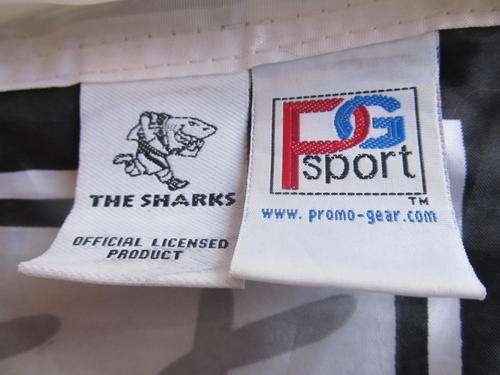 THE SHARKS
OFFICIAL LICENSED
PRODUCT
PG
sport
TM
www.promo-gear.com